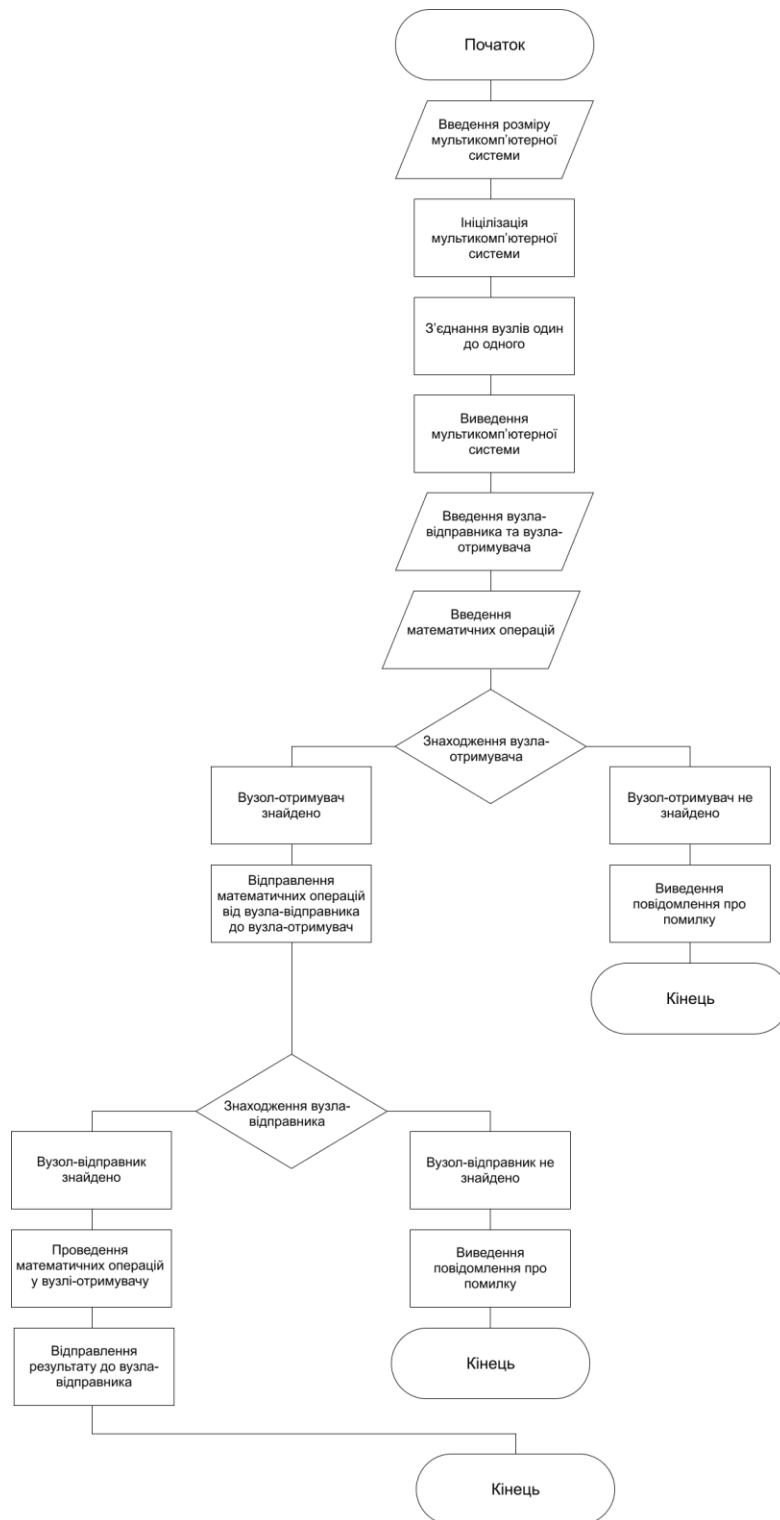 Початок
Введення розміру
мультикомп'ютерної
системи
Ініцілізація
мультикомп'ютерної
системи
З'єднання вузлів один
до одного
Виведення
мультикомп'ютерної
системи
Введення вузла-
відправника та вузла-
отримувача
Введення
математичних операцій
Знаходження вузла-
отримувача
Вузол-отримувач
знайдено
Вузол-отримувач не
знайдено
Відправлення
математичних операцій
від вузла-відправника
до вузла-отримувач
Виведення
повідомлення про
помилку
Кінець
Знаходження вузла-
відправника
Вузол-відправник
знайдено
Вузол-відправник не
знайдено
Проведення
математичних операцій
у вузлі-отримувачу
Виведення
повідомлення про
помилку
Відправлення
результату до вузла-
відправника
Кінець
Кінець